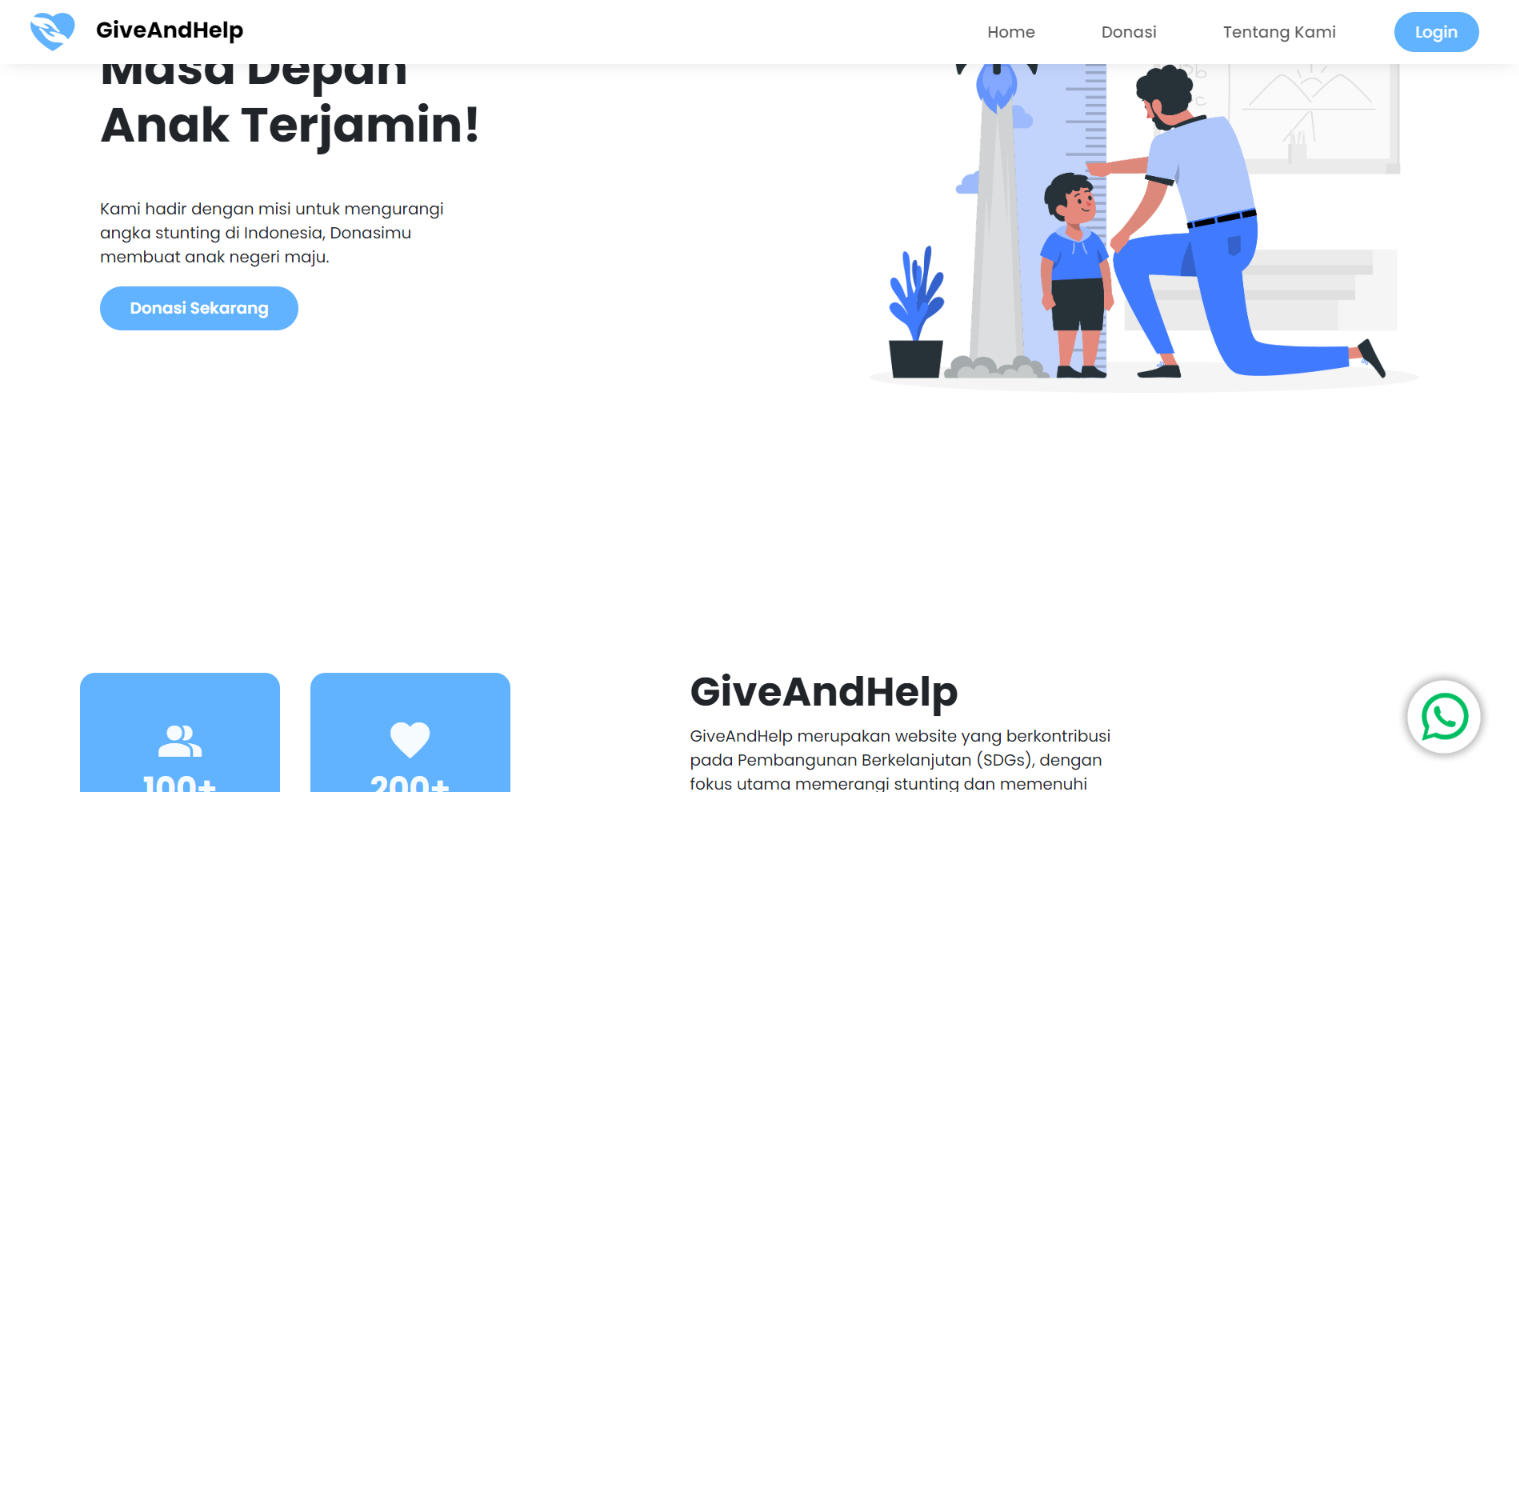 GiveAndHelp
Home
Donasi
Tentang Kami
Login
Masa Depan
Anak Terjamin!
Kami hadir dengan misi untuk mengurangi
angka stunting di Indonesia, Donasimu
membuat anak negeri maju.
Donasi Sekarang
100+
200+
GiveAndHelp
GiveAndHelp merupakan website yang berkontribusi
pada Pembangunan Berkelanjutan (SDGs), dengan
fokus utama memerangi stunting dan memenuhi